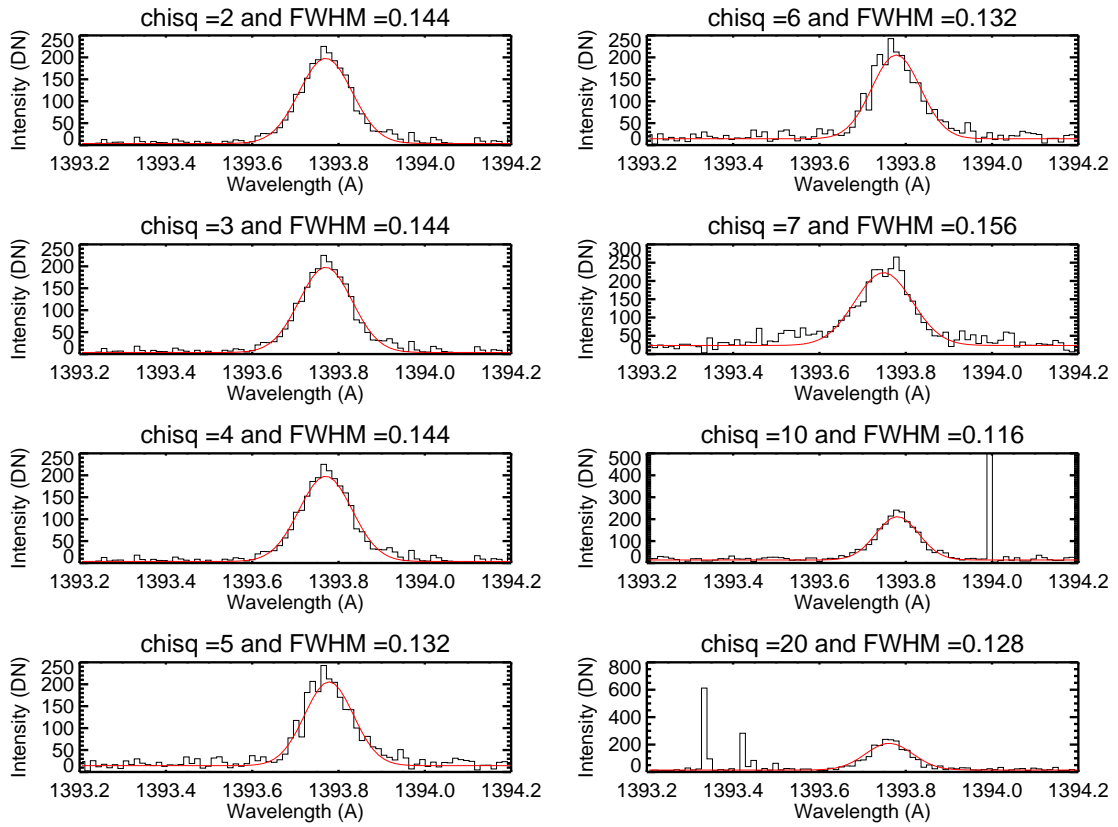 chisq =2 and FWHM =0.144
Intensity (DN)
250
200
150
100
50
0
1393.2 1393.4 1393.6 1393.8 1394.0 1394.2
Wavelength (A)
chisq =3 and FWHM =0.144
Intensity (DN)
250
200
150
100
50
0
1393.2 1393.4 1393.6 1393.8 1394.0 1394.2
Wavelength (A)
chisq =4 and FWHM =0.144
Intensity (DN)
250
200
150
100
50
0
1393.2 1393.4 1393.6 1393.8 1394.0 1394.2
Wavelength (A)
chisq =5 and FWHM =0.132
Intensity (DN)
250
200
150
100
50
0
1393.2 1393.4 1393.6 1393.8 1394.0 1394.2
Wavelength (A)
chisq =6 and FWHM =0.132
Intensity (DN)
250
200
150
100
50
0
1393.2 1393.4 1393.6 1393.8 1394.0 1394.2
Wavelength (A)
chisq =7 and FWHM =0.156
Intensity (DN)
300
250
200
150
100
50
0
1393.2 1393.4 1393.6 1393.8 1394.0 1394.2
Wavelength (A)
chisq =10 and FWHM =0.116
Intensity (DN)
500
400
300
200
100
0
1393.2 1393.4 1393.6 1393.8 1394.0 1394.2
Wavelength (A)
chisq =20 and FWHM =0.128
Intensity (DN)
800
600
400
200
0
1393.2 1393.4 1393.6 1393.8 1394.0 1394.2
Wavelength (A)